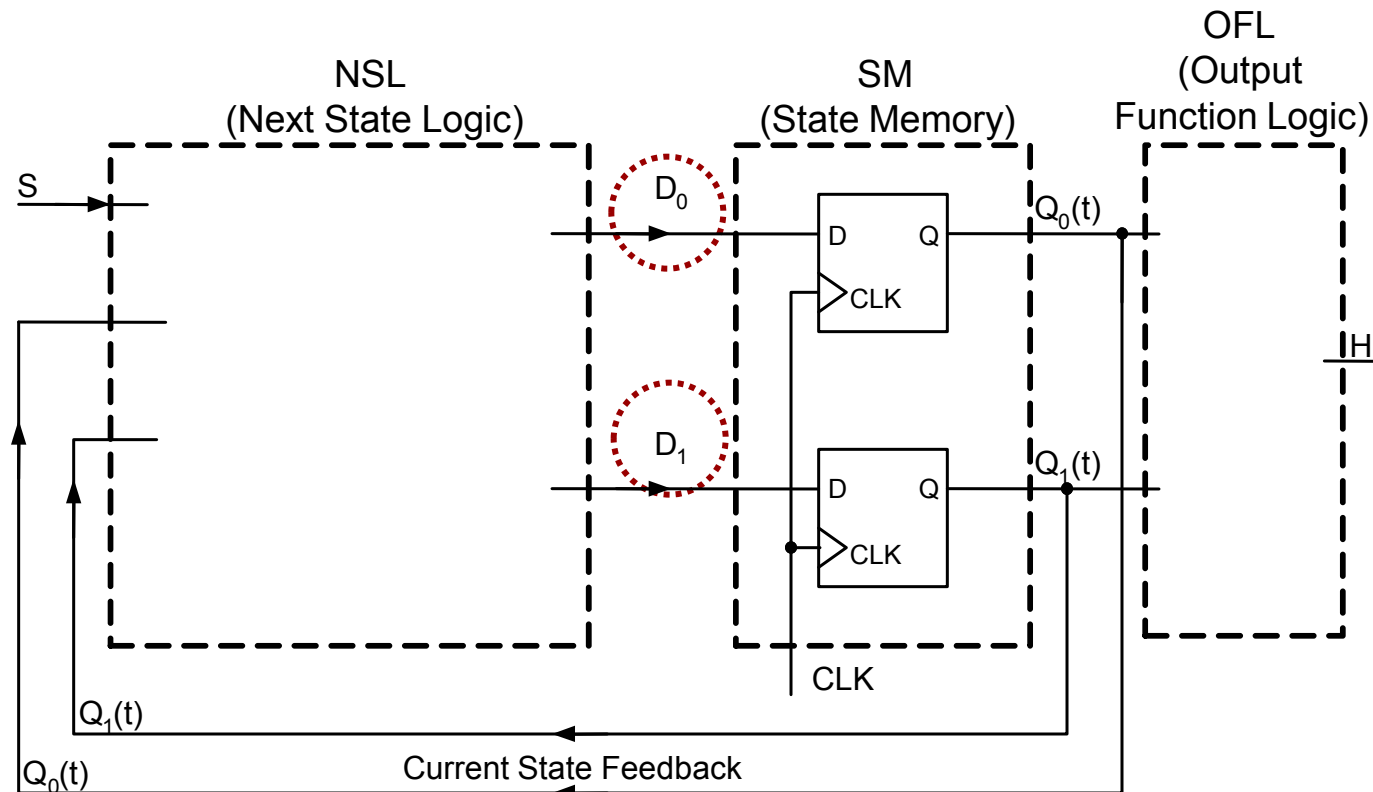 NSL
(Next State Logic)
SM
(State Memory)
OFL
(Output
Function Logic)
S
D₀
D
Q
CLK
Q₀(t)
H
D₁
D
Q
CLK
Q₁(t)
CLK
Q₁(t)
Current State Feedback
Q₀(t)